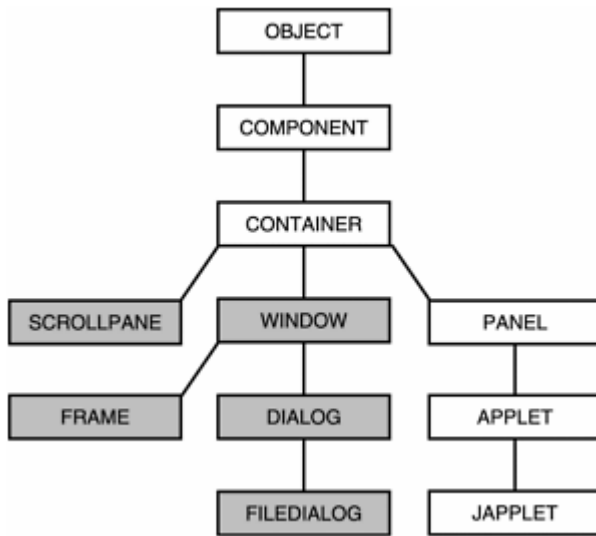 OBJECT
COMPONENT
CONTAINER
SCROLLPANE
WINDOW
PANEL
FRAME
DIALOG
APPLET
FILEDIALOG
JAPPLET